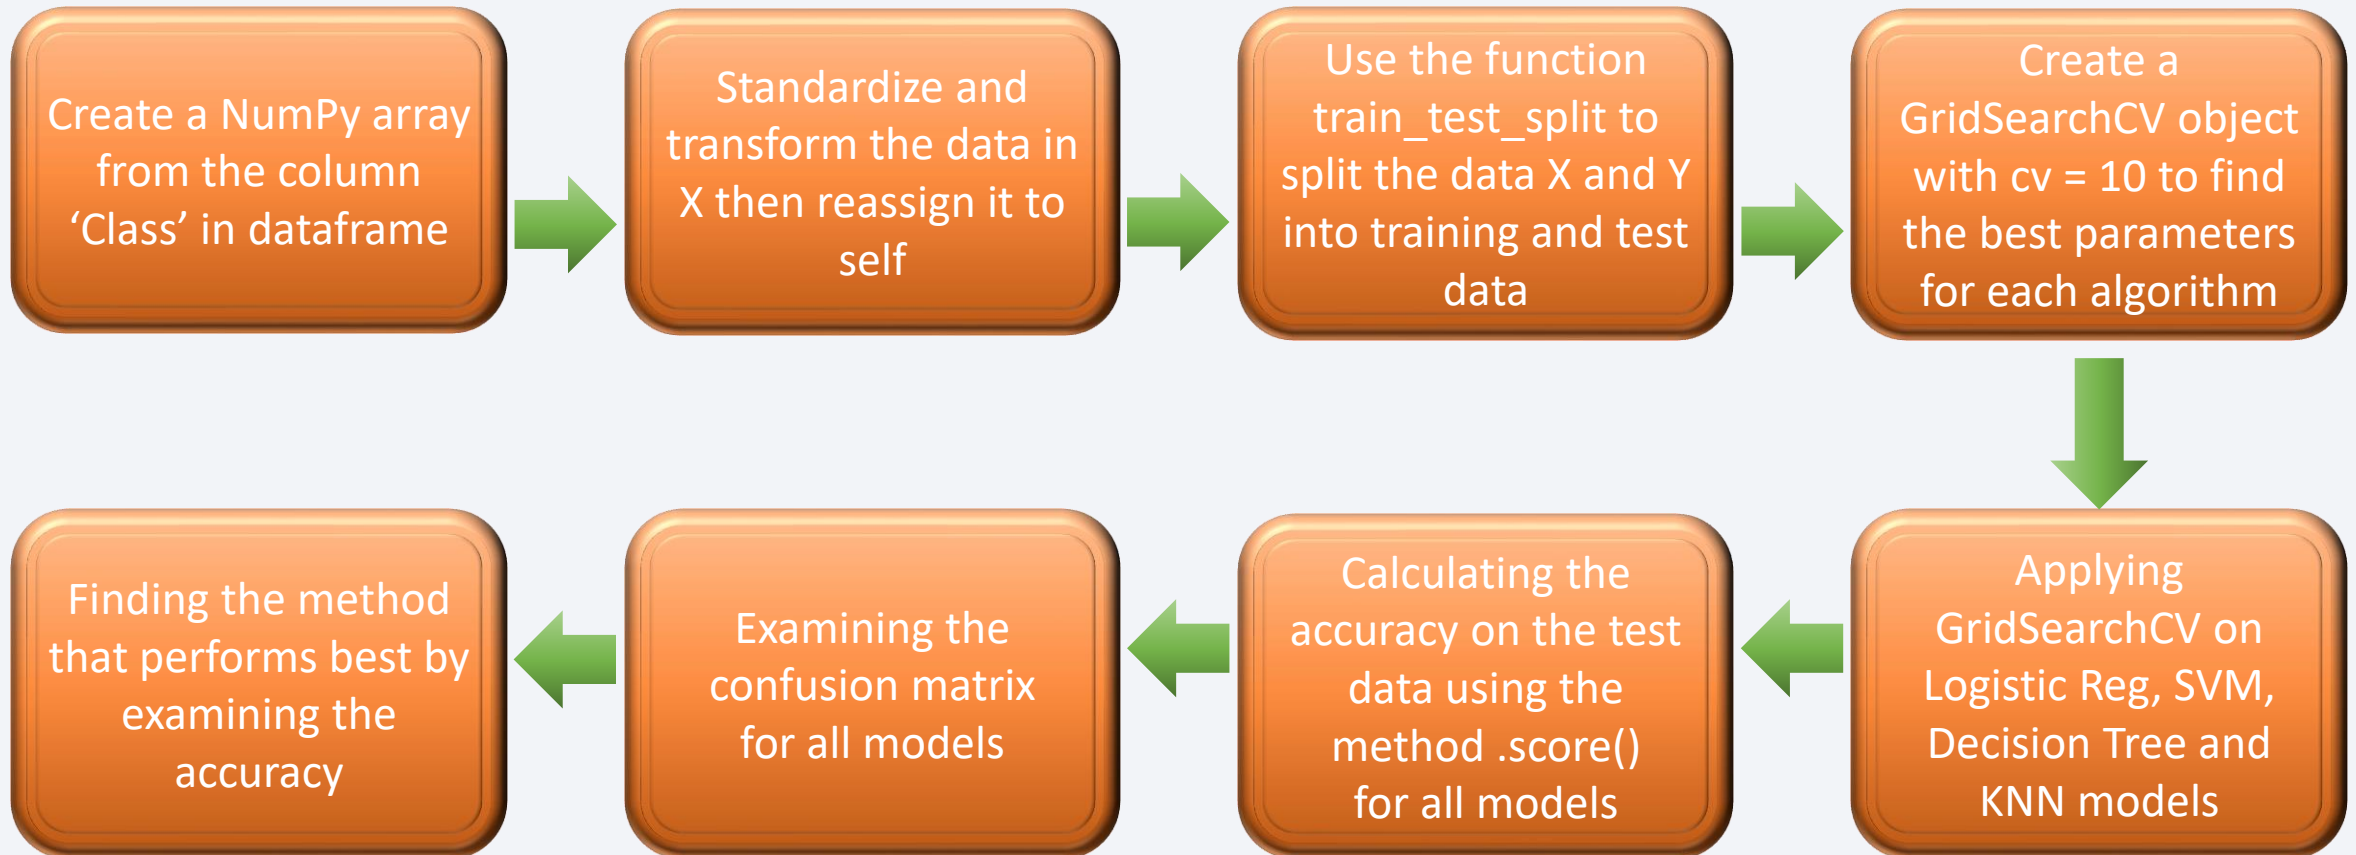 Create a NumPy array
from the column
‘Class’ in dataframe
Standardize and
transform the data in
X then reassign it to
self
Use the function
train_test_split to
split the data X and Y
into training and test
data
Create a
GridSearchCV object
with cv = 10 to find
the best parameters
for each algorithm
Applying
GridSearchCV on
Logistic Reg, SVM,
Decision Tree and
KNN models
Calculating the
accuracy on the test
data using the
method .score()
for all models
Examining the
confusion matrix
for all models
Finding the method
that performs best by
examining the
accuracy